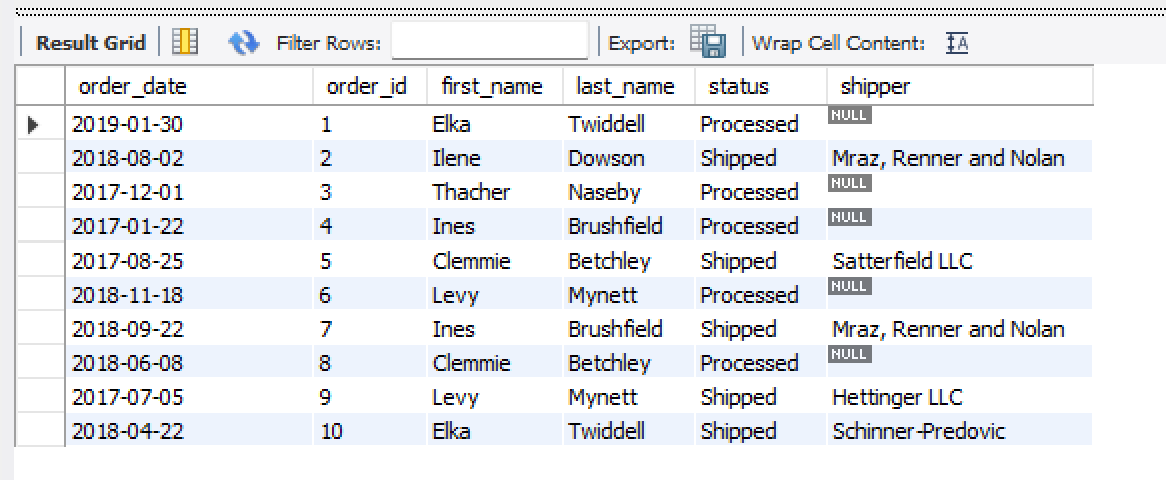 Result Grid Filter Rows: Export: Wrap Cell Content: IA
order_date order_id first_name last_name status shipper
2019-01-30 1 Elka Twiddell Processed NULL
2018-08-02 2 Ilene Dowson Shipped Mraz, Renner and Nolan
2017-12-01 3 Thacher Naseby Processed NULL
2017-01-22 4 Ines Brushfield Processed NULL
2017-08-25 5 Clemmie Betchley Shipped Satterfield LLC
2018-11-18 6 Levy Mynett Processed NULL
2018-09-22 7 Ines Brushfield Shipped Mraz, Renner and Nolan
2018-06-08 8 Clemmie Betchley Processed NULL
2017-07-05 9 Levy Mynett Shipped Hettinger LLC
2018-04-22 10 Elka Twiddell Shipped Schinner-Predovic